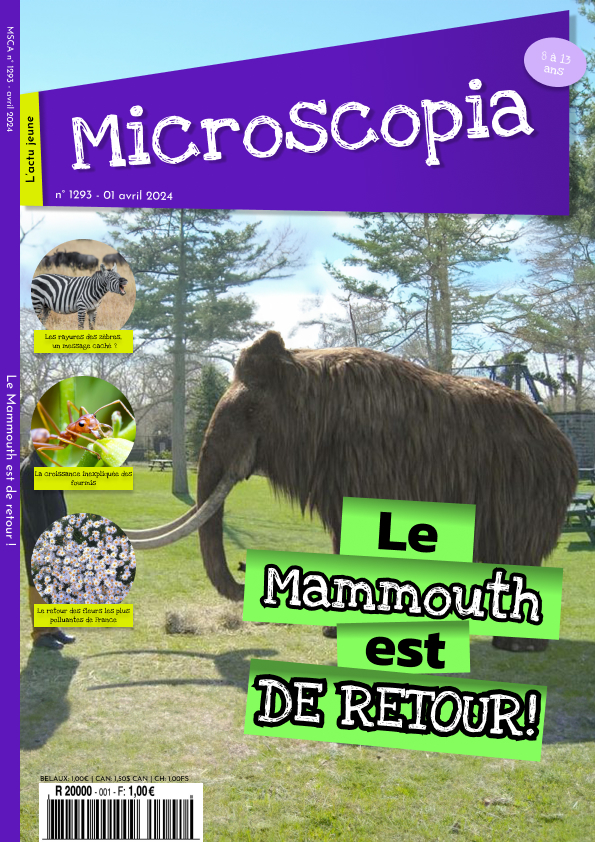 MSCA n° 1293 - avril 2024
Le Mammouth est de retour !
L'actu jeune
Microscopia
8 à 13
ans
n° 1293 - 01 avril 2024
Les rayures des zèbres,
un message caché ?
La croissance inexpliquée des
fourmis
Le retour des fleurs les plus
polluantes de France
Le
Mammouth
est
DE RETOUR!
BELAUX: 1,00€ | CAN: 1,50$ CAN | CH: 1,00FS
R 20000 - 001 - F: 1,00 €